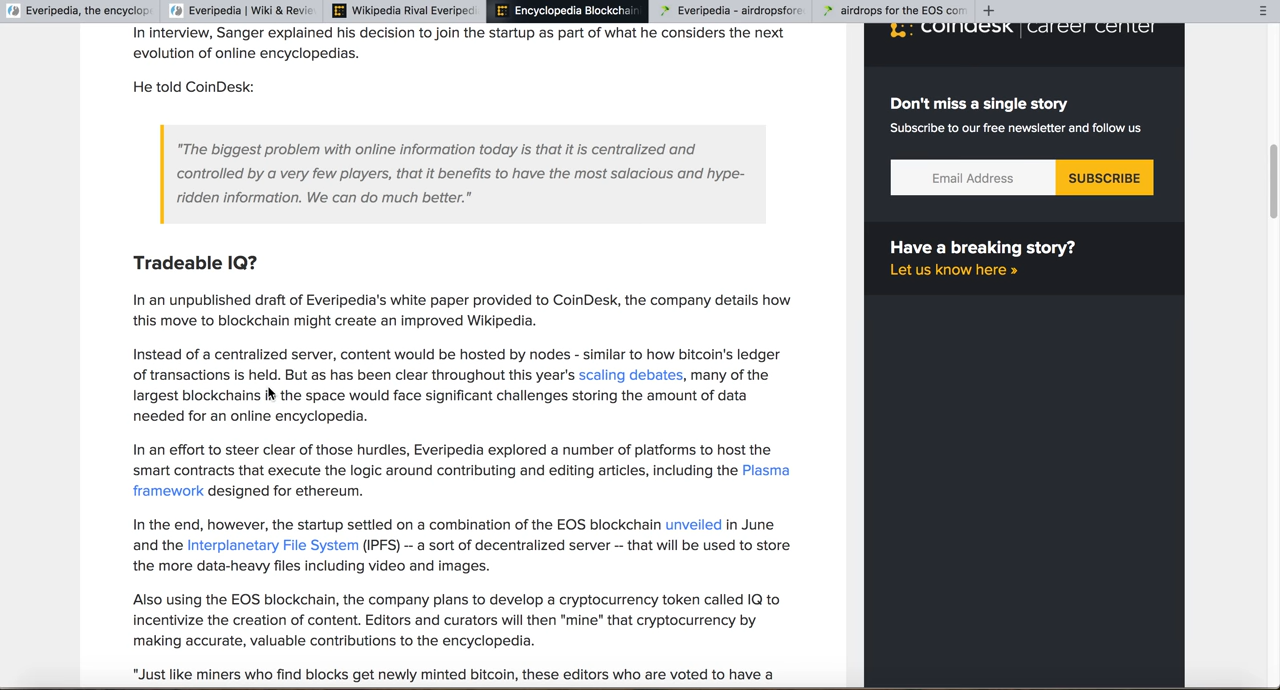 Everipedia, the encyclop
Everipedia | Wiki & Revie
Wikipedia Rival Everipedi
Encyclopedia Blockchain
Everipedia - airdropsfore
airdrops for the EOS com
In interview, Sanger explained his decision to join the startup as part of what he considers the next
evolution of online encyclopedias.
He told CoinDesk:
"The biggest problem with online information today is that it is centralized and
controlled by a very few players, that it benefits to have the most salacious and hype-
ridden information. We can do much better."
Tradeable IQ?
In an unpublished draft of Everipedia's white paper provided to CoinDesk, the company details how
this move to blockchain might create an improved Wikipedia.
Instead of a centralized server, content would be hosted by nodes - similar to how bitcoin's ledger
of transactions is held. But as has been clear throughout this year's scaling debates, many of the
largest blockchains in the space would face significant challenges storing the amount of data
needed for an online encyclopedia.
In an effort to steer clear of those hurdles, Everipedia explored a number of platforms to host the
smart contracts that execute the logic around contributing and editing articles, including the Plasma
framework designed for ethereum.
In the end, however, the startup settled on a combination of the EOS blockchain unveiled in June
and the Interplanetary File System (IPFS) -- a sort of decentralized server -- that will be used to store
the more data-heavy files including video and images.
Also using the EOS blockchain, the company plans to develop a cryptocurrency token called IQ to
incentivize the creation of content. Editors and curators will then "mine" that cryptocurrency by
making accurate, valuable contributions to the encyclopedia.
"Just like miners who find blocks get newly minted bitcoin, these editors who are voted to have a
coindesk | career center
Don't miss a single story
Subscribe to our free newsletter and follow us
Email Address
SUBSCRIBE
Have a breaking story?
Let us know here »